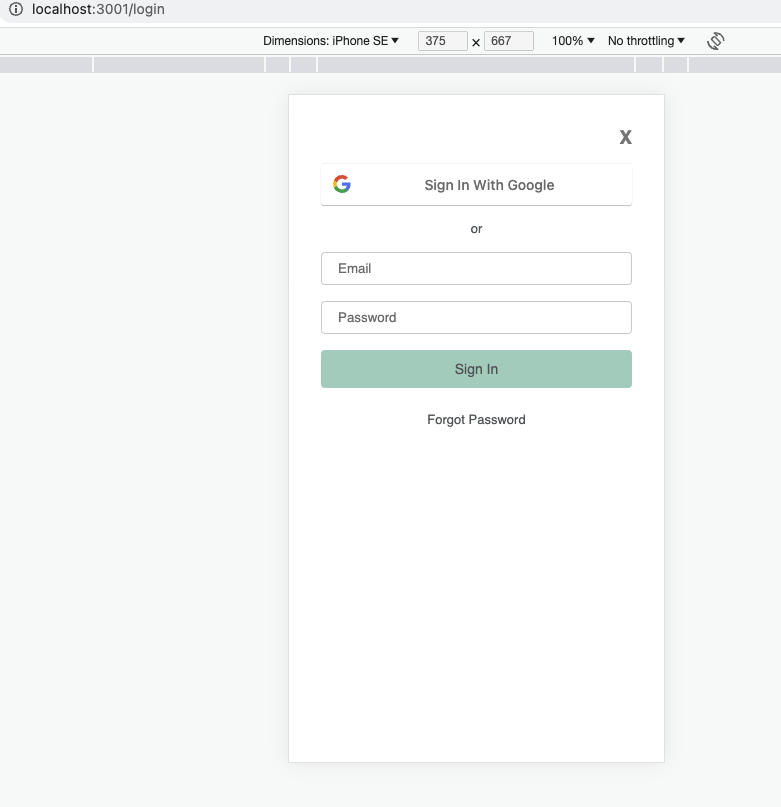 localhost:3001/login
Dimensions: iPhone SE ▼ 375 x 667 100% ▼ No throttling ▼
X
Sign In With Google
or
Email
Password
Sign In
Forgot Password